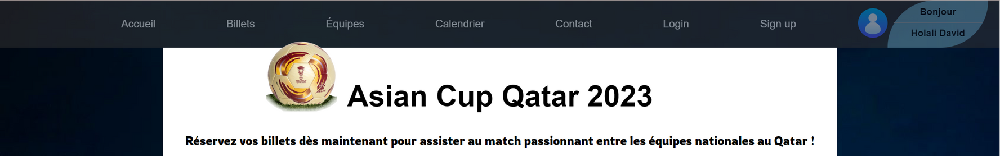 Accueil Billets Équipes Calendrier Contact Login Sign up
Bonjour
Holali David
Asian Cup Qatar 2023
Réservez vos billets dès maintenant pour assister au match passionnant entre les équipes nationales au Qatar !